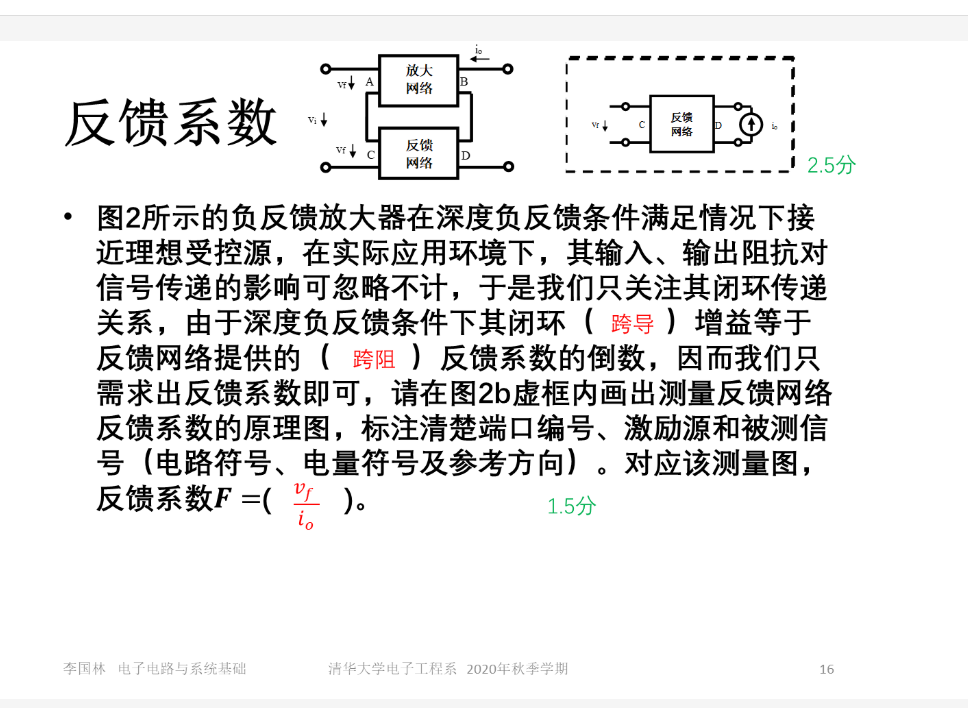 反馈系数
放大
网络
反馈
网络
io
vf
A
B
vi
vf
C
D
反馈
网络
vf
C
D
io
2.5分
• 图2所示的负反馈放大器在深度负反馈条件满足情况下接
近理想受控源，在实际应用环境下，其输入、输出阻抗对
信号传递的影响可忽略不计，于是我们只关注其闭环传递
关系，由于深度负反馈条件下其闭环（ 跨导 ）增益等于
反馈网络提供的（ 跨阻 ）反馈系数的倒数，因而我们只
需求出反馈系数即可，请在图2b虚框内画出测量反馈网络
反馈系数的原理图，标注清楚端口编号、激励源和被测信
号（电路符号、电量符号及参考方向）。对应该测量图，
反馈系数F =( vf/io )。
1.5分
李国林 电子电路与系统基础
清华大学电子工程系 2020年秋季学期
16